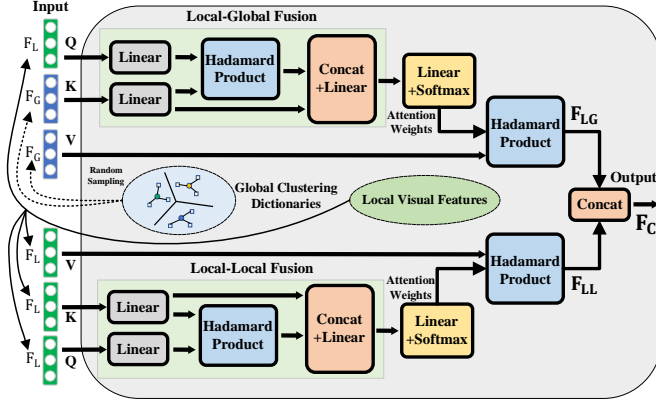 Input
Local-Global Fusion
F_L
Q
Linear
Hadamard
Product
Concat
+Linear
Linear
+Softmax
F_G
K
Linear
Attention
Weights
Hadamard
Product
F_LG
F_G
V
Random
Sampling
Global Clustering
Dictionaries
Local Visual Features
Concat
Output
F_C
F_L
V
Local-Local Fusion
Attention
Weights
Hadamard
Product
F_LL
F_L
K
Linear
Hadamard
Product
Concat
+Linear
Linear
+Softmax
F_L
Q
Linear